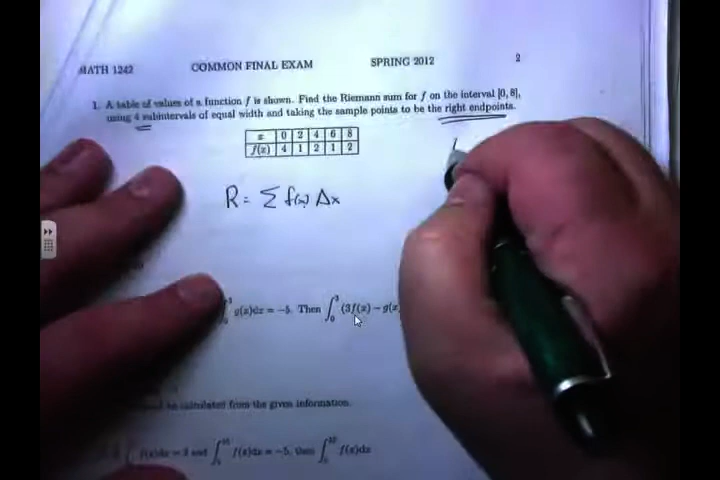 MATH 1242 COMMON FINAL EXAM SPRING 2012 2
1. A table of values of a function f is shown. Find the Riemann sum for f on the interval [0, 8],
using 4 subintervals of equal width and taking the sample points to be the right endpoints.
x 0 2 4 6 8
f(x) 4 1 2 1 2
R = Σ f(x) Δx
g(x)dx = −5. Then ∫₀³ (3f(x) − g(x
be calculated from the given information.
f(x)dx = 3 and ∫ f(x)dx = −5, then ∫ f(x)dx